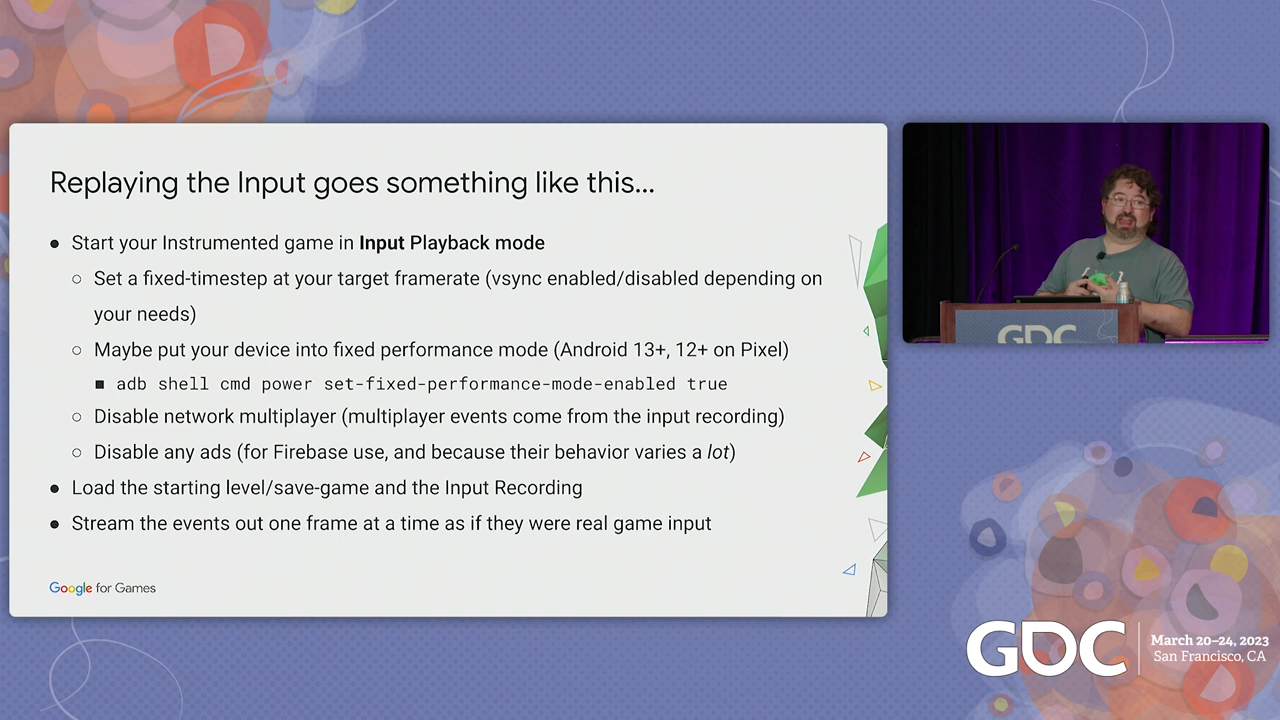 Replaying the Input goes something like this...
● Start your Instrumented game in Input Playback mode
○ Set a fixed-timestep at your target framerate (vsync enabled/disabled depending on
your needs)
○ Maybe put your device into fixed performance mode (Android 13+, 12+ on Pixel)
■ adb shell cmd power set-fixed-performance-mode-enabled true
○ Disable network multiplayer (multiplayer events come from the input recording)
○ Disable any ads (for Firebase use, and because their behavior varies a lot)
● Load the starting level/save-game and the Input Recording
● Stream the events out one frame at a time as if they were real game input
Google for Games
GDC
GDC
March 20–24, 2023
San Francisco, CA